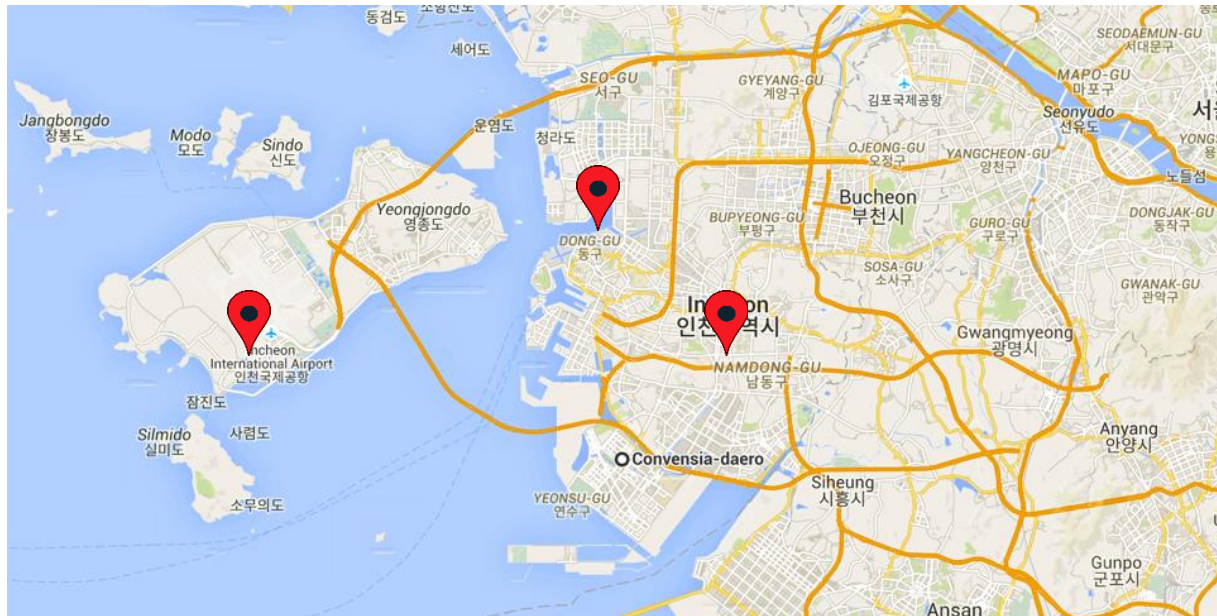 동검도
세어도
SEO-GU
서구
GYEYANG-GU
계양구
김포국제공항
SEODAEMUN-GU
서대문구
MAPO-GU
마포구
Seonyudo
선유도
Jangbongdo
장봉도
Modo
모도
Sindo
신도
운염도
청라도
OJEONG-GU
오정구
YANGCHEON-GU
양천구
노들섬
Yeongjongdo
영종도
Bucheon
부천시
BUPYEONG-GU
부평구
GURO-GU
구로구
DONGJAK-GU
동작구
DONG-GU
동구
SOSA-GU
소사구
GWANAK-GU
관악구
Gwangmyeong
광명시
International Airport
인천국제공항
NAMDONG-GU
남동구
잠진도
Silmido
실미도
사렴도
소무의도
Convensia-daero
YEONSU-GU
연수구
Siheung
시흥시
Anyang
안양시
Gunpo
군포시
Ansan